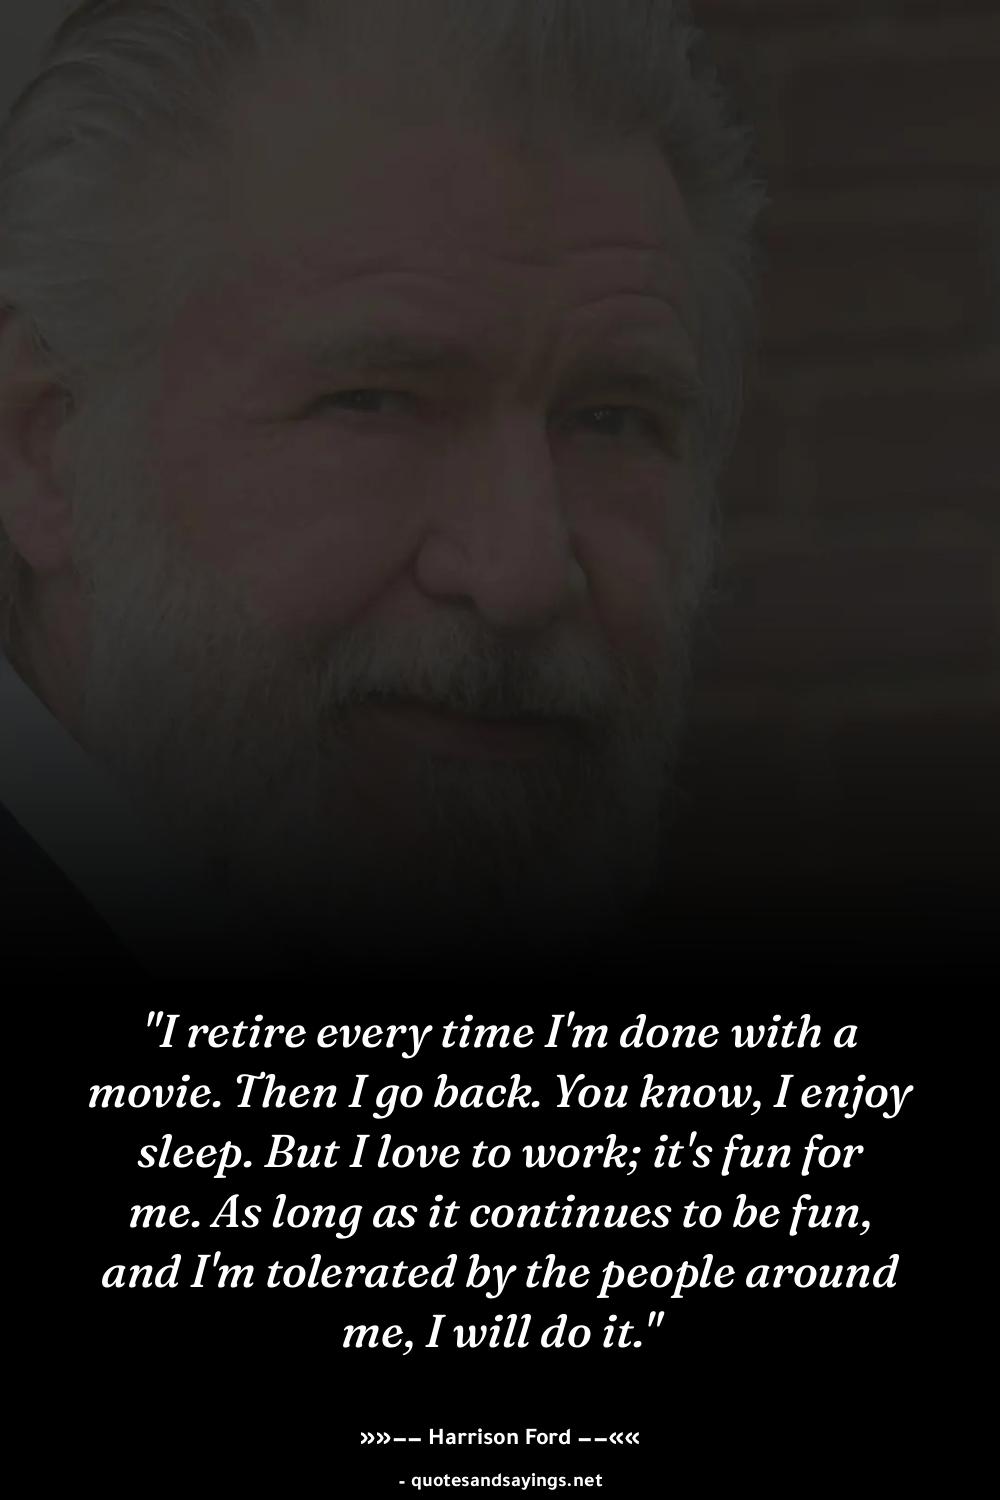 "I retire every time I'm done with a
movie. Then I go back. You know, I enjoy
sleep. But I love to work; it's fun for
me. As long as it continues to be fun,
and I'm tolerated by the people around
me, I will do it."
»»–– Harrison Ford ––««
- quotesandsayings.net